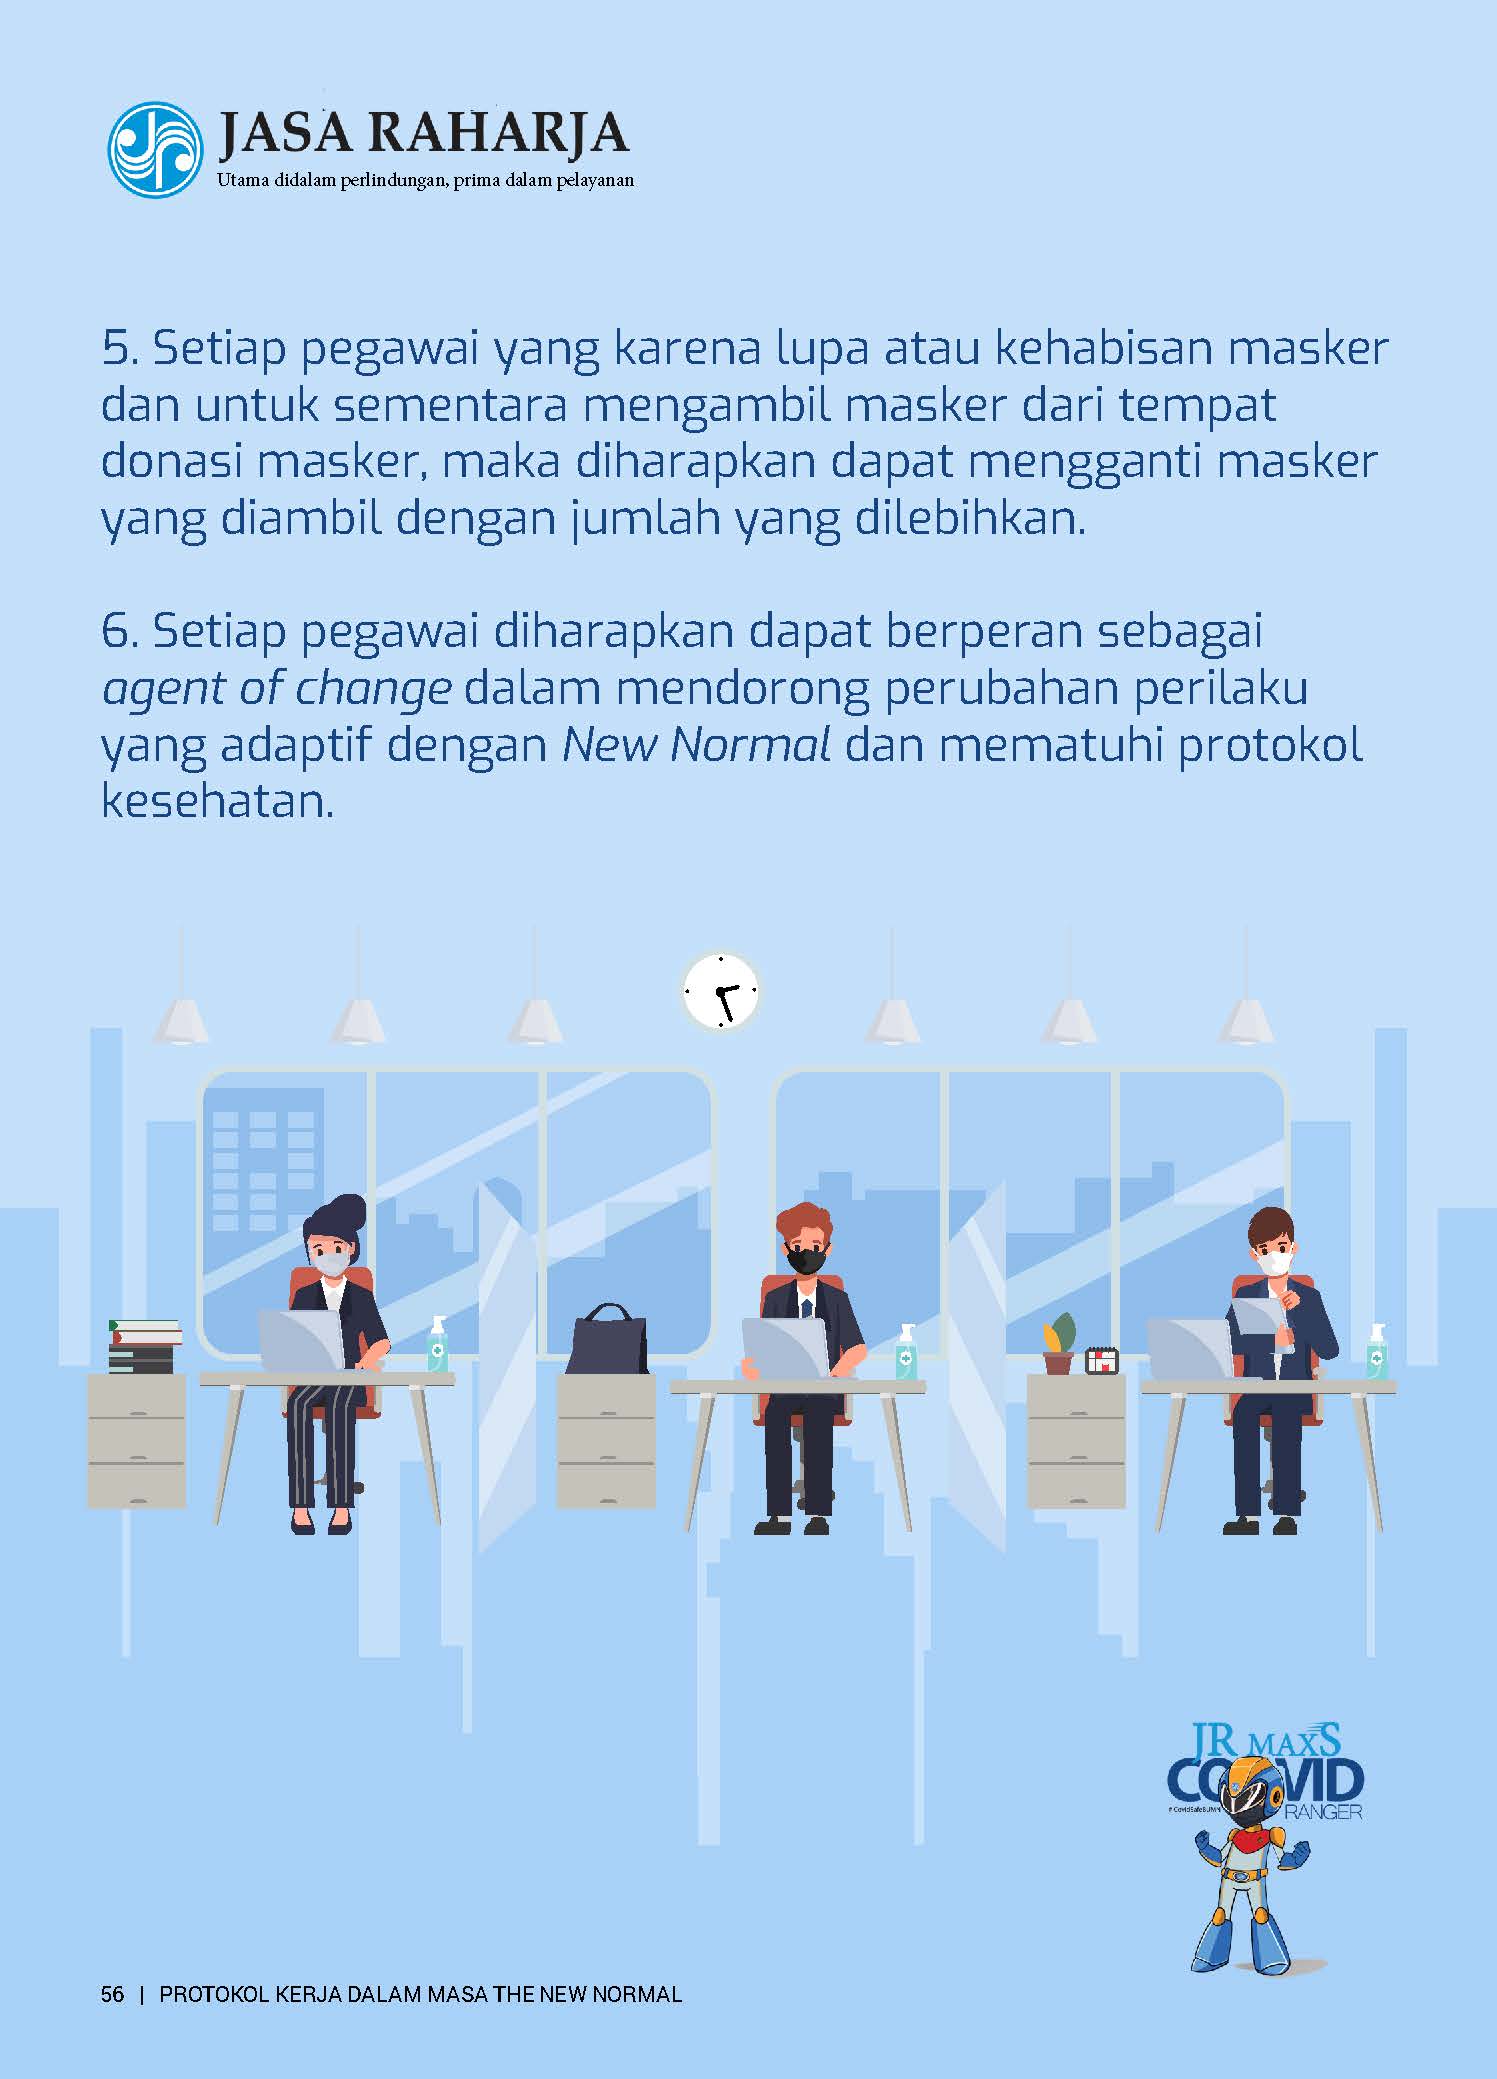 JASA RAHARJA
Utama didalam perlindungan, prima dalam pelayanan
5. Setiap pegawai yang karena lupa atau kehabisan masker
dan untuk sementara mengambil masker dari tempat
donasi masker, maka diharapkan dapat mengganti masker
yang diambil dengan jumlah yang dilebihkan.
6. Setiap pegawai diharapkan dapat berperan sebagai
agent of change dalam mendorong perubahan perilaku
yang adaptif dengan New Normal dan mematuhi protokol
kesehatan.
JR MAXS
COVID
#CovidSafeBUMN
RANGER
56 | PROTOKOL KERJA DALAM MASA THE NEW NORMAL